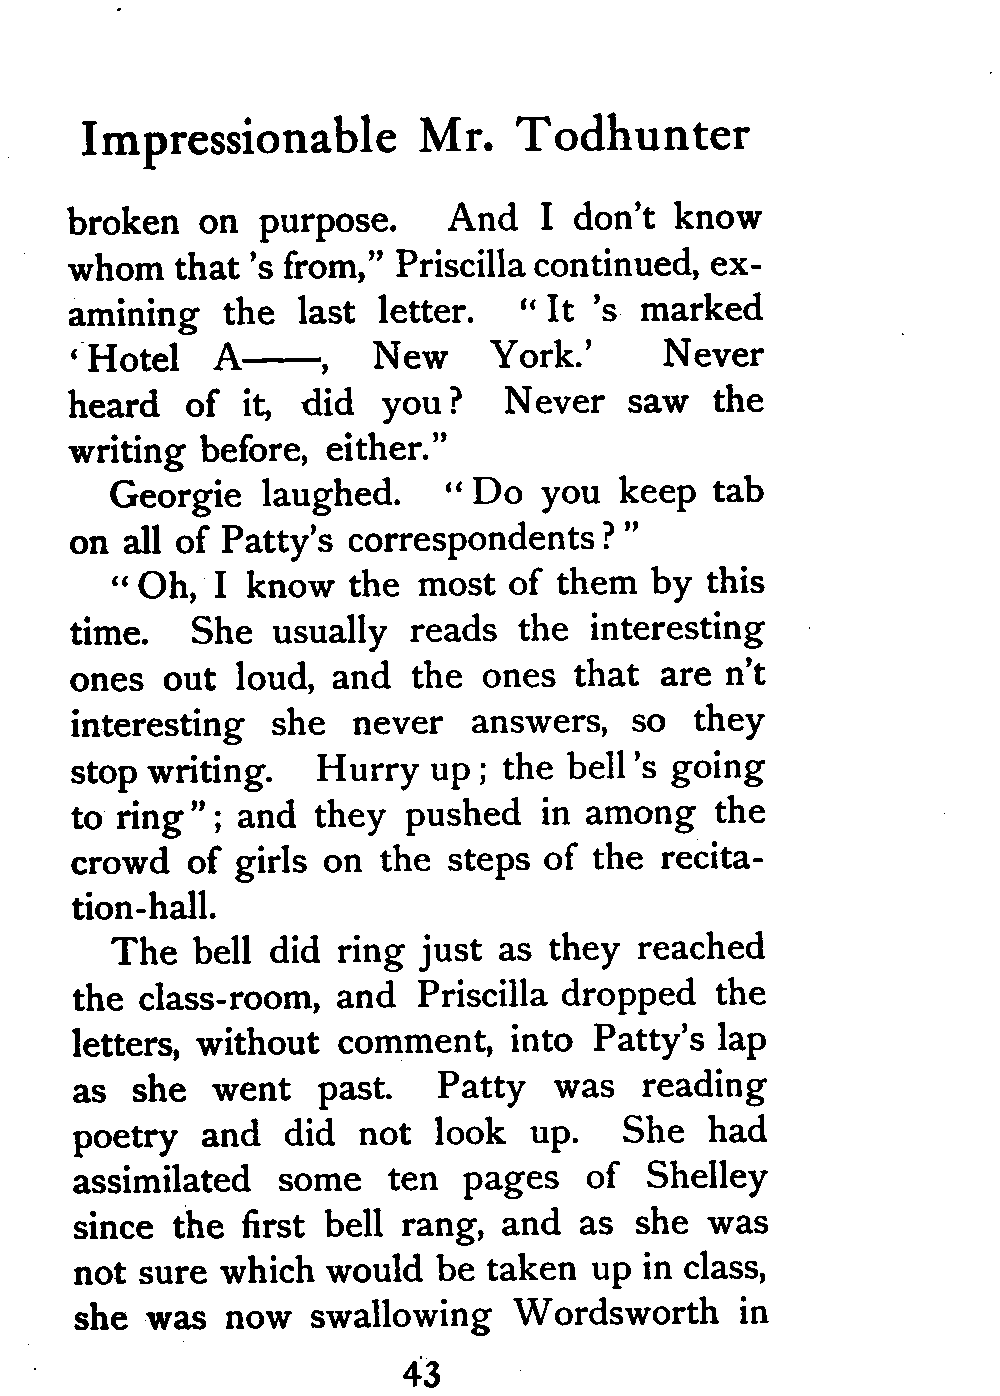 Impressionable Mr. Todhunter
broken on purpose. And I don't know
whom that 's from," Priscilla continued, ex-
amining the last letter. "It 's marked
'Hotel A——, New York.' Never
heard of it, did you? Never saw the
writing before, either."
Georgie laughed. "Do you keep tab
on all of Patty's correspondents?"
"Oh, I know the most of them by this
time. She usually reads the interesting
ones out loud, and the ones that are n't
interesting she never answers, so they
stop writing. Hurry up; the bell 's going
to ring"; and they pushed in among the
crowd of girls on the steps of the recita-
tion-hall.
The bell did ring just as they reached
the class-room, and Priscilla dropped the
letters, without comment, into Patty's lap
as she went past. Patty was reading
poetry and did not look up. She had
assimilated some ten pages of Shelley
since the first bell rang, and as she was
not sure which would be taken up in class,
she was now swallowing Wordsworth in
43